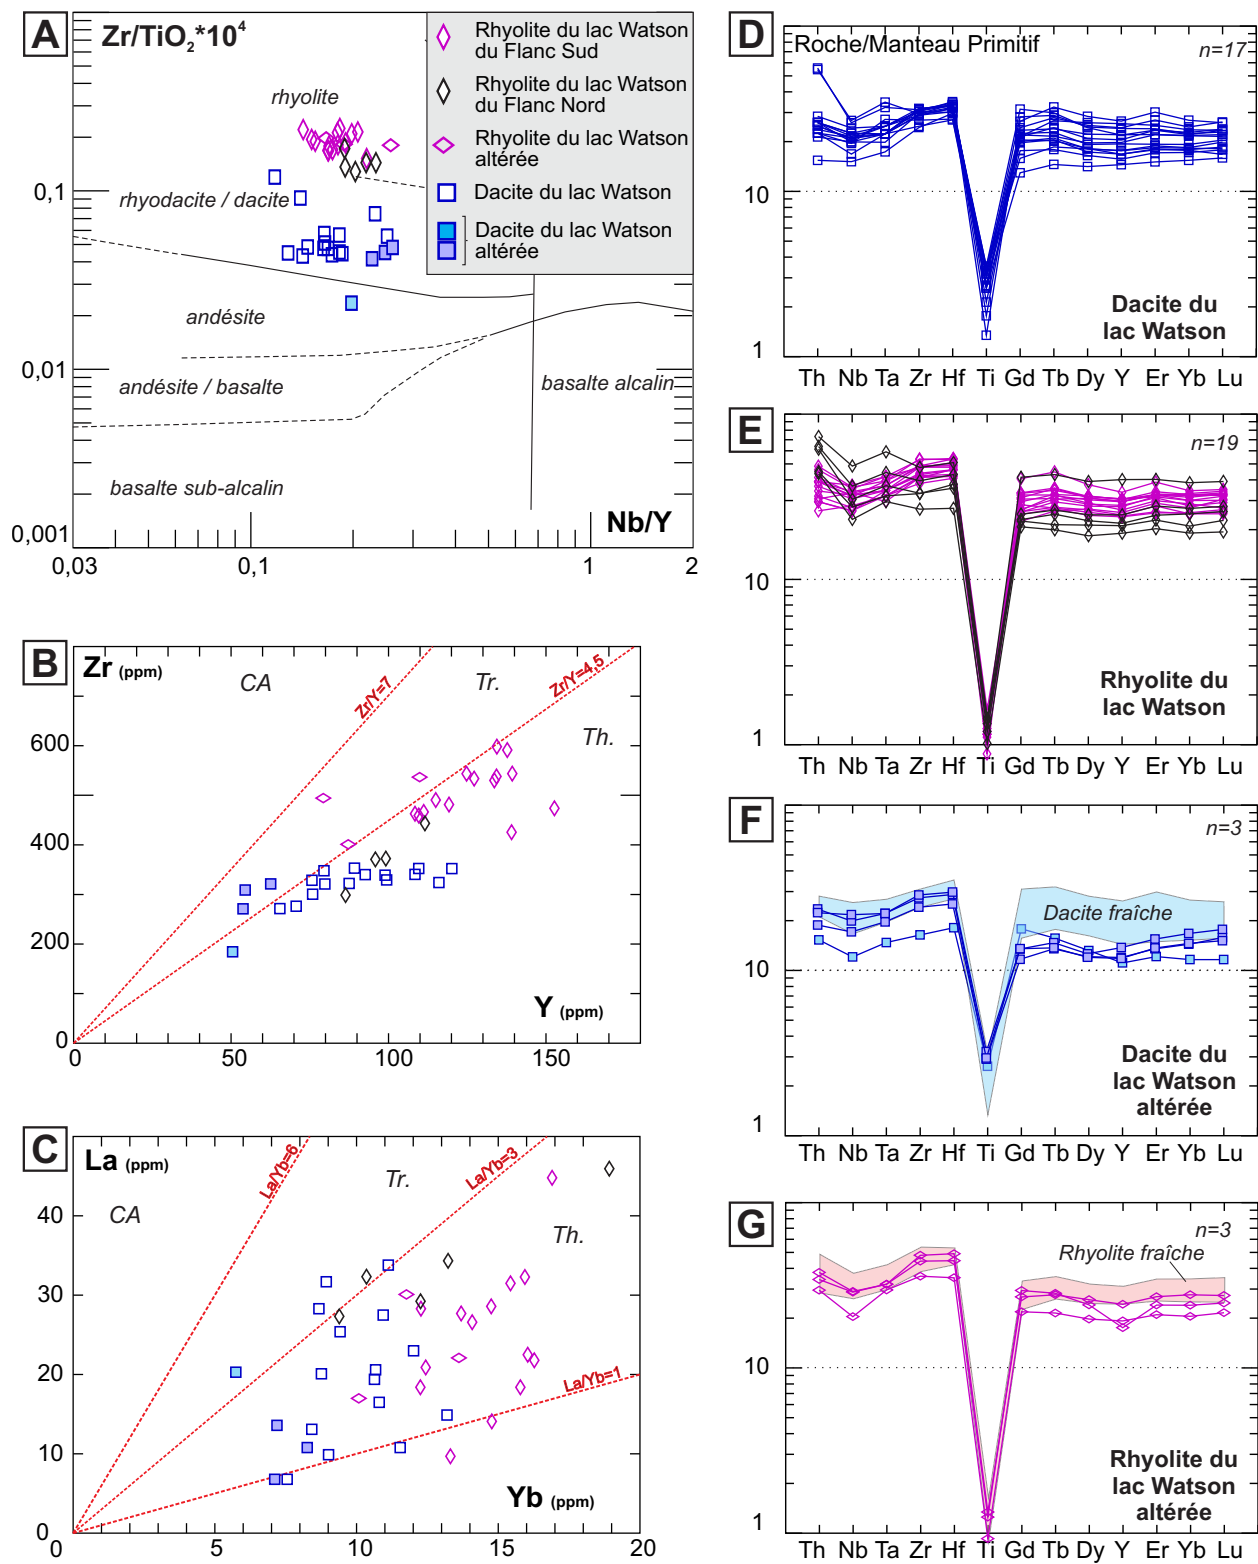 A
Zr/TiO2*10^4
Rhyolite du lac Watson
du Flanc Sud
Rhyolite du lac Watson
du Flanc Nord
Rhyolite du lac Watson
altérée
Dacite du lac Watson
Dacite du lac Watson
altérée
rhyolite
rhyodacite / dacite
andésite
andésite / basalte
basalte alcalin
basalte sub-alcalin
Nb/Y
0,1
0,01
0,001
0,03
0,1
1
2
B
Zr (ppm)
CA
Tr.
Th.
Zr/Y=7
Zr/Y=4,5
600
400
200
0
Y (ppm)
0
50
100
150
C
La (ppm)
La/Yb=6
La/Yb=3
La/Yb=1
CA
Tr.
Th.
40
30
20
10
0
Yb (ppm)
0
5
10
15
20
D
Roche/Manteau Primitif
n=17
10
1
Dacite du
lac Watson
Th Nb Ta Zr Hf Ti Gd Tb Dy Y Er Yb Lu
E
n=19
10
1
Rhyolite du
lac Watson
Th Nb Ta Zr Hf Ti Gd Tb Dy Y Er Yb Lu
F
n=3
Dacite fraîche
10
1
Dacite du
lac Watson
altérée
Th Nb Ta Zr Hf Ti Gd Tb Dy Y Er Yb Lu
G
n=3
Rhyolite fraîche
10
1
Rhyolite du
lac Watson
altérée
Th Nb Ta Zr Hf Ti Gd Tb Dy Y Er Yb Lu